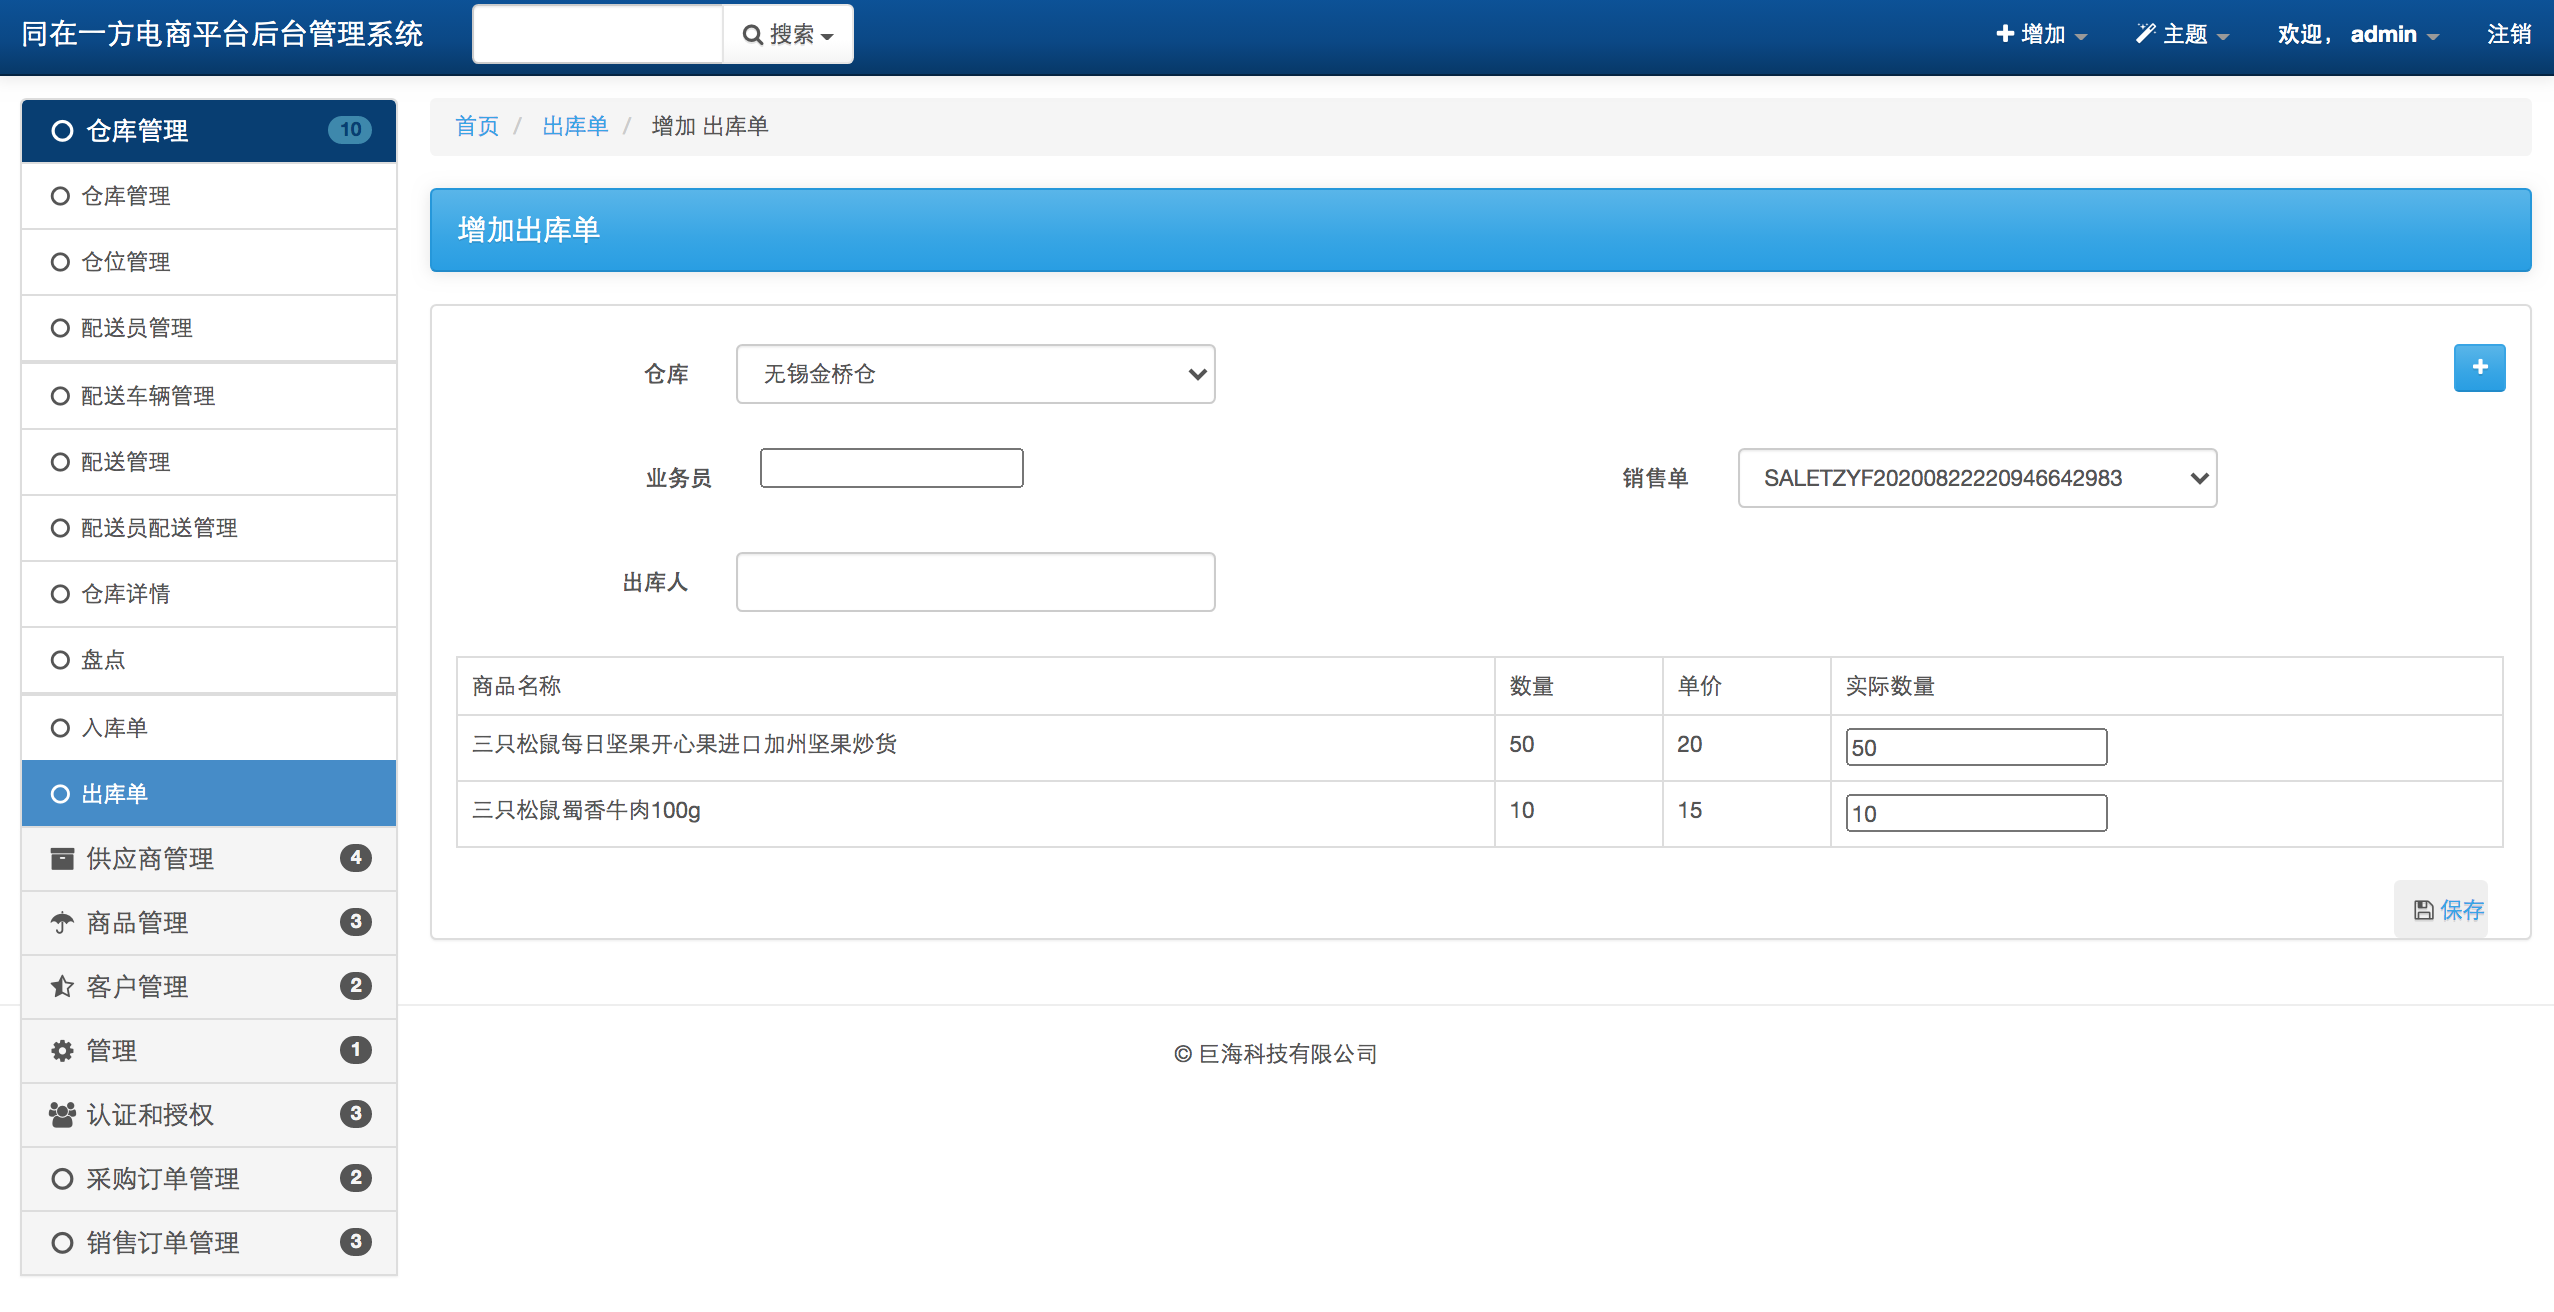 同在一方电商平台后台管理系统
搜索
增加
主题
欢迎， admin
注销
仓库管理 10
仓库管理
仓位管理
配送员管理
配送车辆管理
配送管理
配送员配送管理
仓库详情
盘点
入库单
出库单
供应商管理 4
商品管理 3
客户管理 2
管理 1
认证和授权 3
采购订单管理 2
销售订单管理 3
首页 / 出库单 / 增加 出库单
增加出库单
仓库 无锡金桥仓
业务员
销售单 SALETZYF20200822220946642983
出库人
商品名称 数量 单价 实际数量
三只松鼠每日坚果开心果进口加州坚果炒货 50 20 50
三只松鼠蜀香牛肉100g 10 15 10
保存
© 巨海科技有限公司